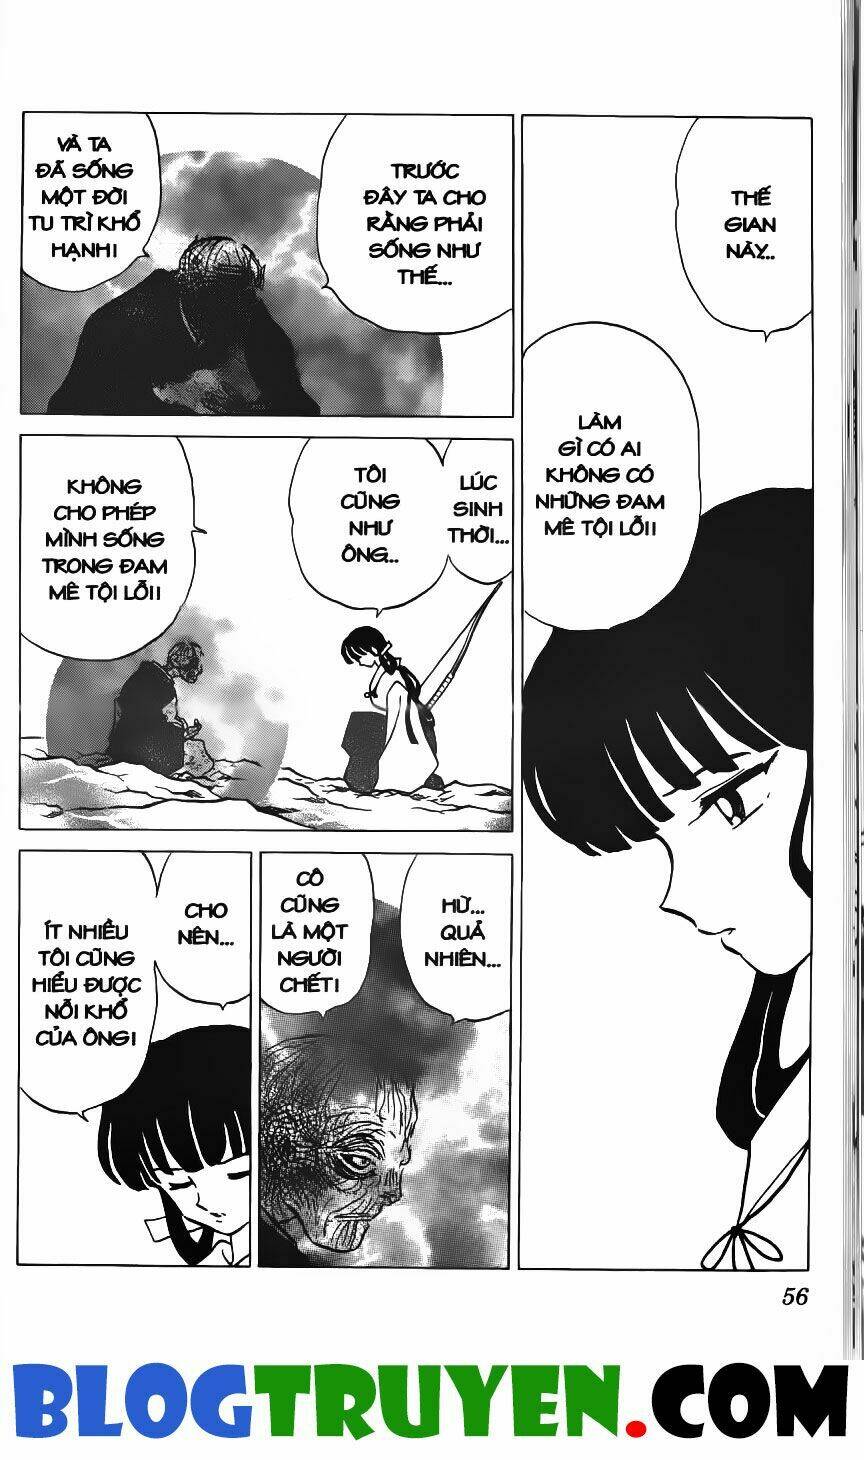 THẾ
GIAN
NÀY...
LÀM
GÌ CÓ AI
KHÔNG CÓ
NHỮNG ĐAM
MÊ TỘI LỖI!
TRƯỚC
ĐÂY TA CHO
RẰNG PHẢI
SỐNG NHƯ
THẾ...
VÀ TA
ĐÃ SỐNG
MỘT ĐỜI
TU TRÌ KHỔ
HẠNH!
LÚC
SINH
THỜI...
TÔI
CŨNG
NHƯ
ÔNG...
KHÔNG
CHO PHÉP
MÌNH SỐNG
TRONG ĐAM
MÊ TỘI LỖI!
HỪ...
QUẢ
NHIÊN...
CÔ
CŨNG
LÀ MỘT
NGƯỜI
CHẾT!
CHO
NÊN...
ÍT NHIỀU
TÔI CŨNG
HIỂU ĐƯỢC
NỖI KHỔ
CỦA ÔNG!
56
BLOGTRUYEN.COM